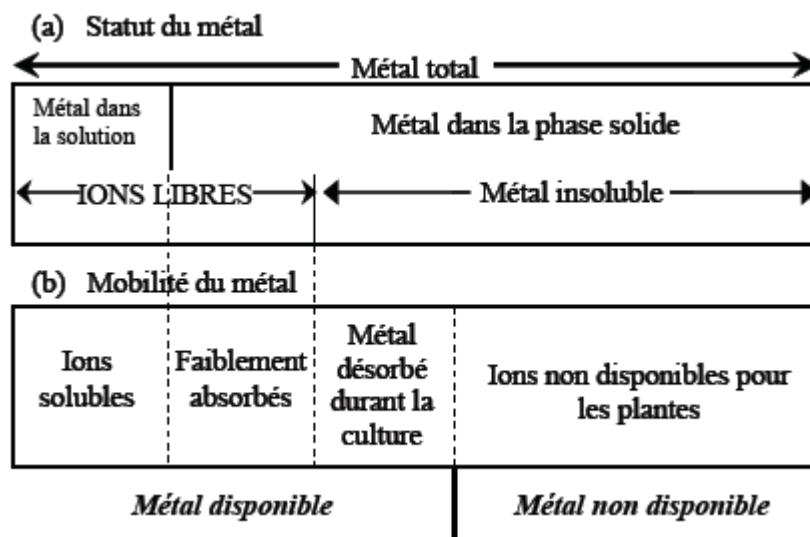 (a) Statut du métal
Métal total
Métal dans
la solution
Métal dans la phase solide
IONS LIBRES
Métal insoluble
(b) Mobilité du métal
Ions
solubles
Faiblement
absorbés
Métal
désorbé
durant la
culture
Ions non disponibles pour
les plantes
Métal disponible
Métal non disponible